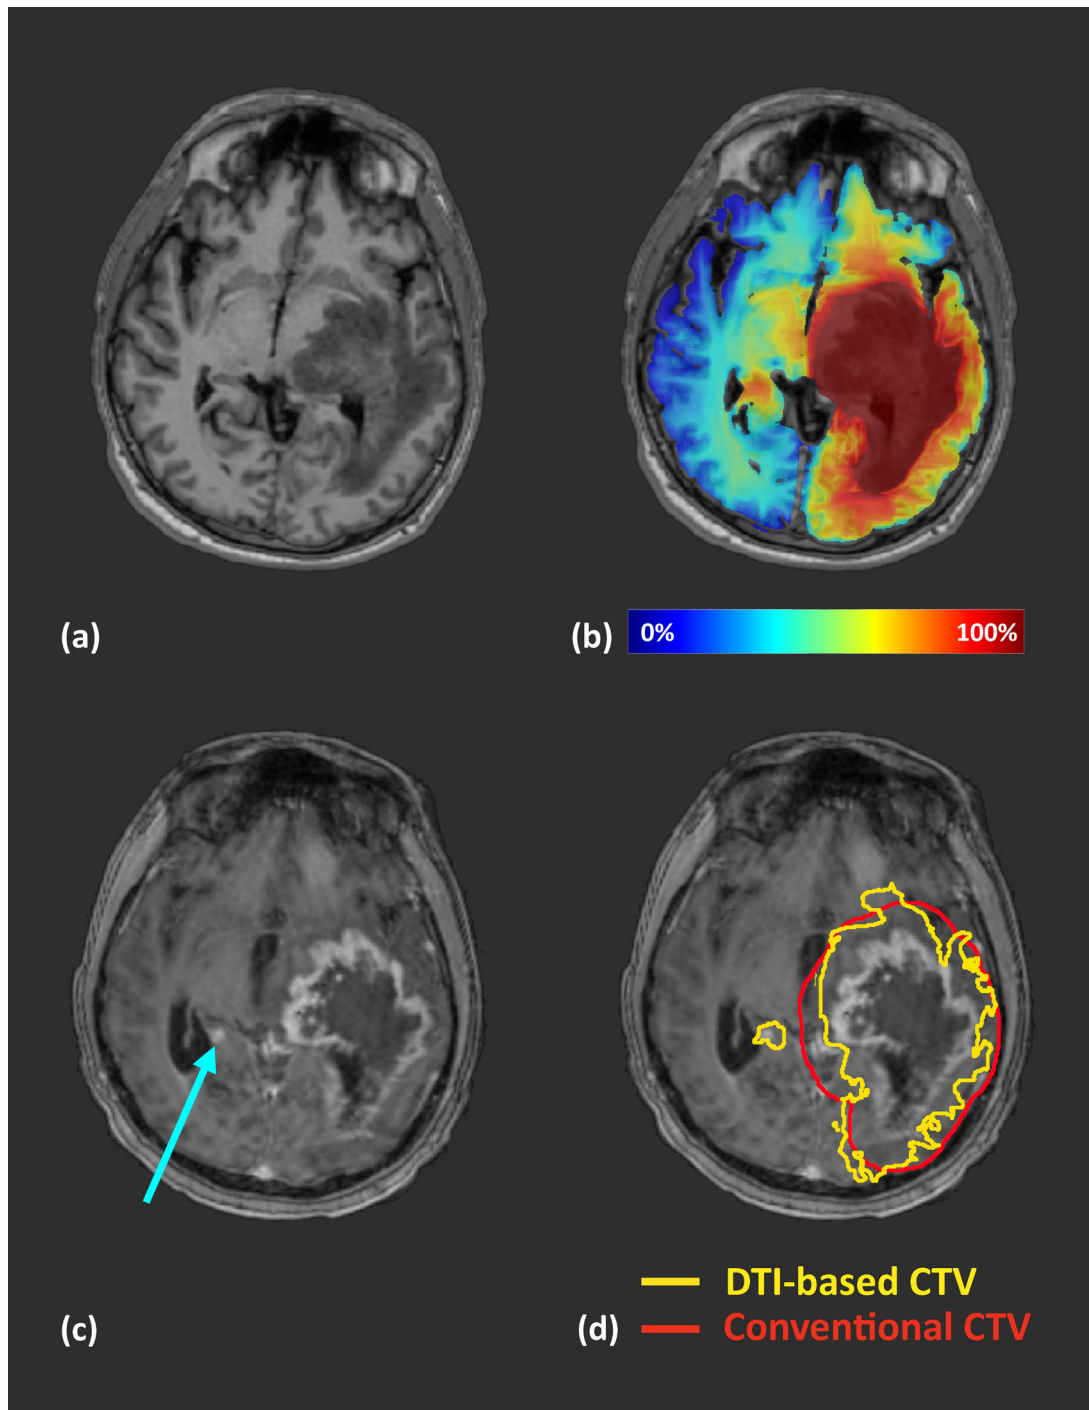 (a)
(b) 0% 100%
DTI-based CTV
(c)
(d) Conventional CTV